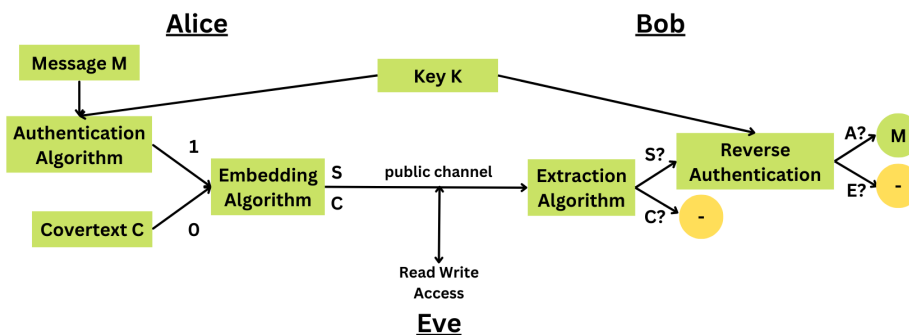 Alice
Bob
Message M
Key K
Authentication
Algorithm
1
Covertext C
0
Embedding
Algorithm
S
C
public channel
Read Write
Access
Eve
Extraction
Algorithm
S?
C?
-
Reverse
Authentication
A?
M
E?
-